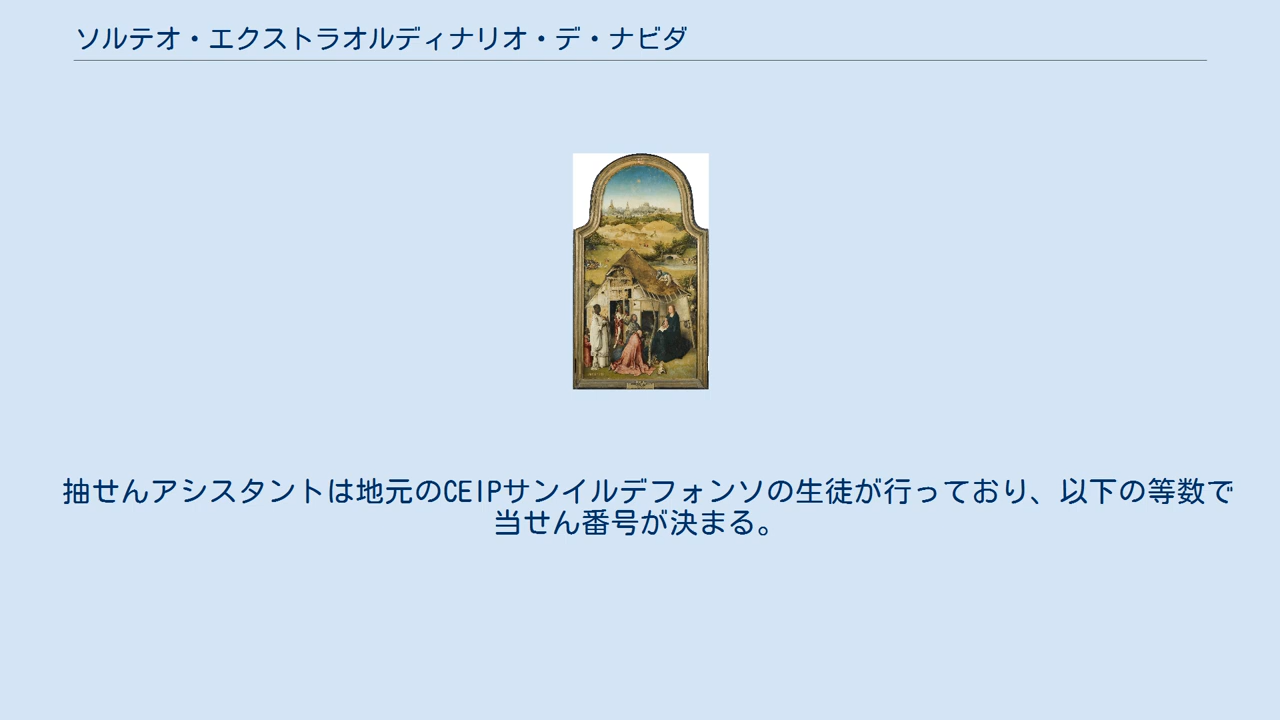 ソルテオ・エクストラオルディナリオ・デ・ナビダ
抽せんアシスタントは地元のCEIPサンイルデフォンソの生徒が行っており、以下の等数で
当せん番号が決まる。